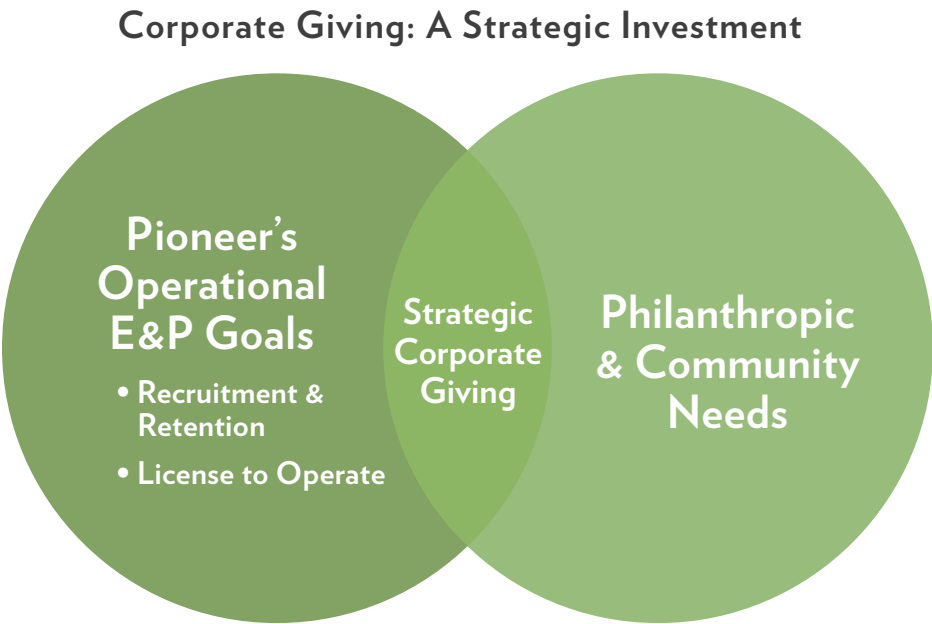 Corporate Giving: A Strategic Investment
Pioneer’s
Operational
E&P Goals
• Recruitment &
Retention
• License to Operate
Strategic
Corporate
Giving
Philanthropic
& Community
Needs